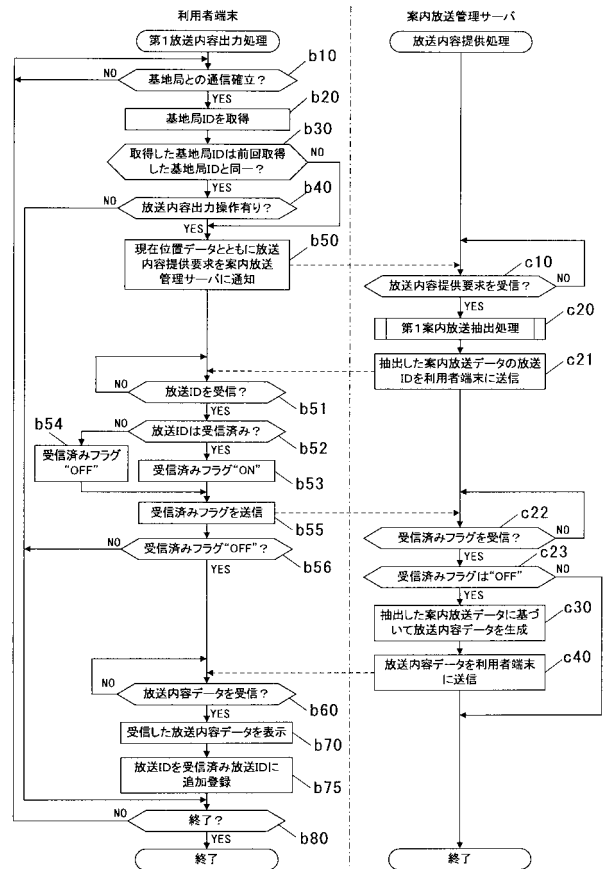 利用者端末
第1放送内容出力処理
NO
基地局との通信確立?
b10
YES
b20
基地局IDを取得
b30
取得した基地局IDは前回取得
した基地局IDと同一?
NO
YES
b40
NO
放送内容出力操作有り?
YES
b50
現在位置データとともに放送
内容提供要求を案内放送
管理サーバに通知
NO
放送IDを受信?
b51
YES
b54
NO
放送IDは受信済み?
b52
YES
受信済みフラグ
“OFF”
受信済みフラグ“ON”
b53
受信済みフラグを送信
b55
NO
受信済みフラグ“OFF”?
b56
YES
NO
放送内容データを受信?
b60
YES
受信した放送内容データを表示
b70
放送IDを受信済み放送IDに
追加登録
b75
NO
終了?
b80
YES
終了
案内放送管理サーバ
放送内容提供処理
c10
放送内容提供要求を受信?
NO
YES
c20
第1案内放送抽出処理
c21
抽出した案内放送データの放送
IDを利用者端末に送信
c22
受信済みフラグを受信?
NO
YES
c23
受信済みフラグは“OFF”
NO
YES
c30
抽出した案内放送データに基づ
いて放送内容データを生成
c40
放送内容データを利用者端末
に送信
終了